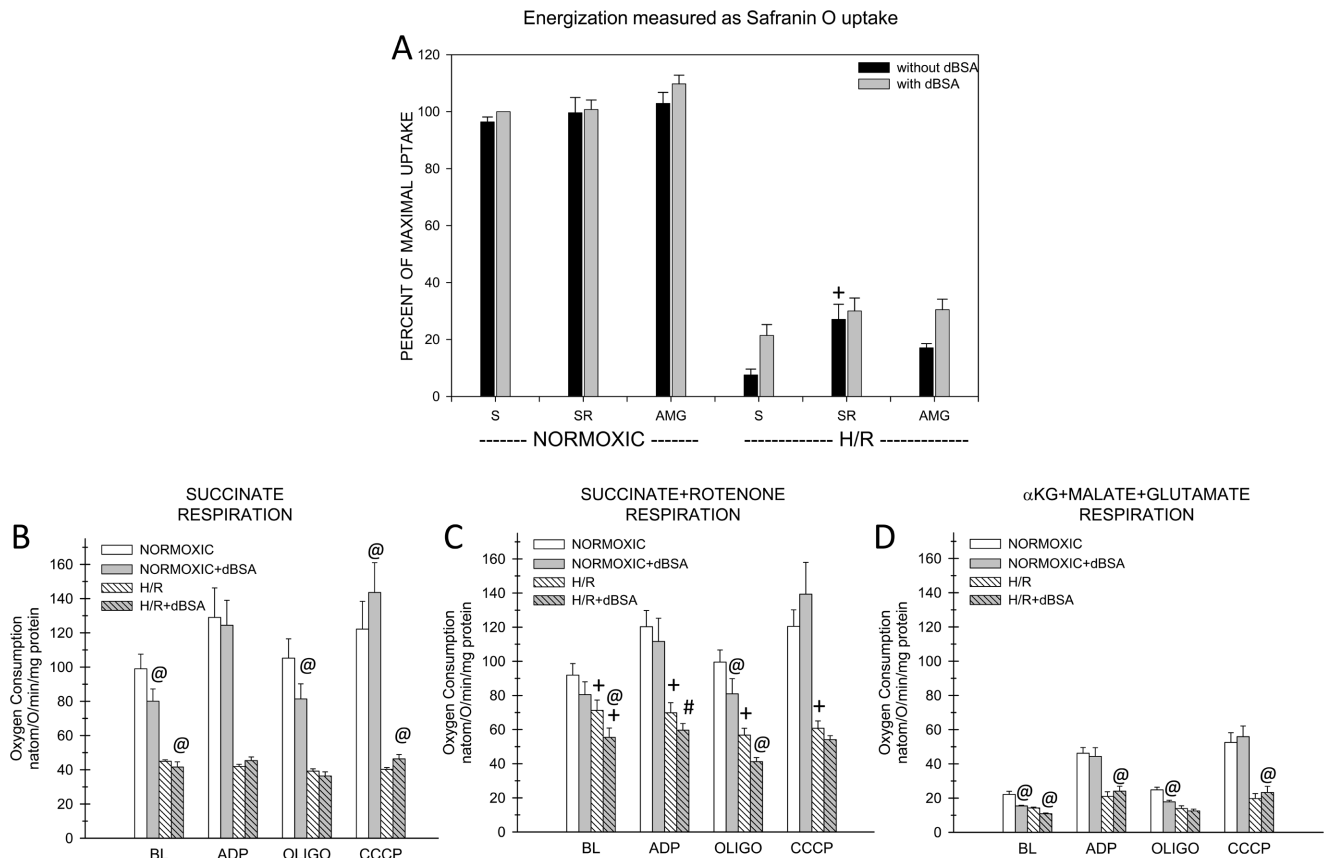 Energization measured as Safranin O uptake
A
120
100
80
60
40
20
0
PERCENT OF MAXIMAL UPTAKE
without dBSA
with dBSA
+
S SR AMG S SR AMG
------- NORMOXIC ------- ------------- H/R -------------
SUCCINATE
RESPIRATION
B
NORMOXIC
NORMOXIC+dBSA
H/R
H/R+dBSA
160
140
120
100
80
60
40
20
0
Oxygen Consumption
natom/O/min/mg protein
@ @ @ @ @
BL ADP OLIGO CCCP
SUCCINATE+ROTENONE
RESPIRATION
C
NORMOXIC
NORMOXIC+dBSA
H/R
H/R+dBSA
160
140
120
100
80
60
40
20
0
Oxygen Consumption
natom/O/min/mg protein
+ @ + + # @ + @ +
BL ADP OLIGO CCCP
αKG+MALATE+GLUTAMATE
RESPIRATION
D
NORMOXIC
NORMOXIC+dBSA
H/R
H/R+dBSA
160
140
120
100
80
60
40
20
0
Oxygen Consumption
natom/O/min/mg protein
@ @ @ @ @
BL ADP OLIGO CCCP